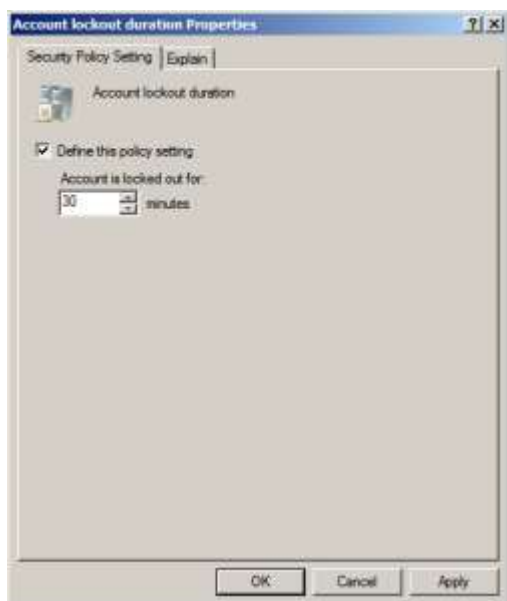 Account lockout duration Properties
Security Policy Setting Explain
Account lockout duration
Define this policy setting
Account is locked out for:
30 minutes
OK Cancel Apply